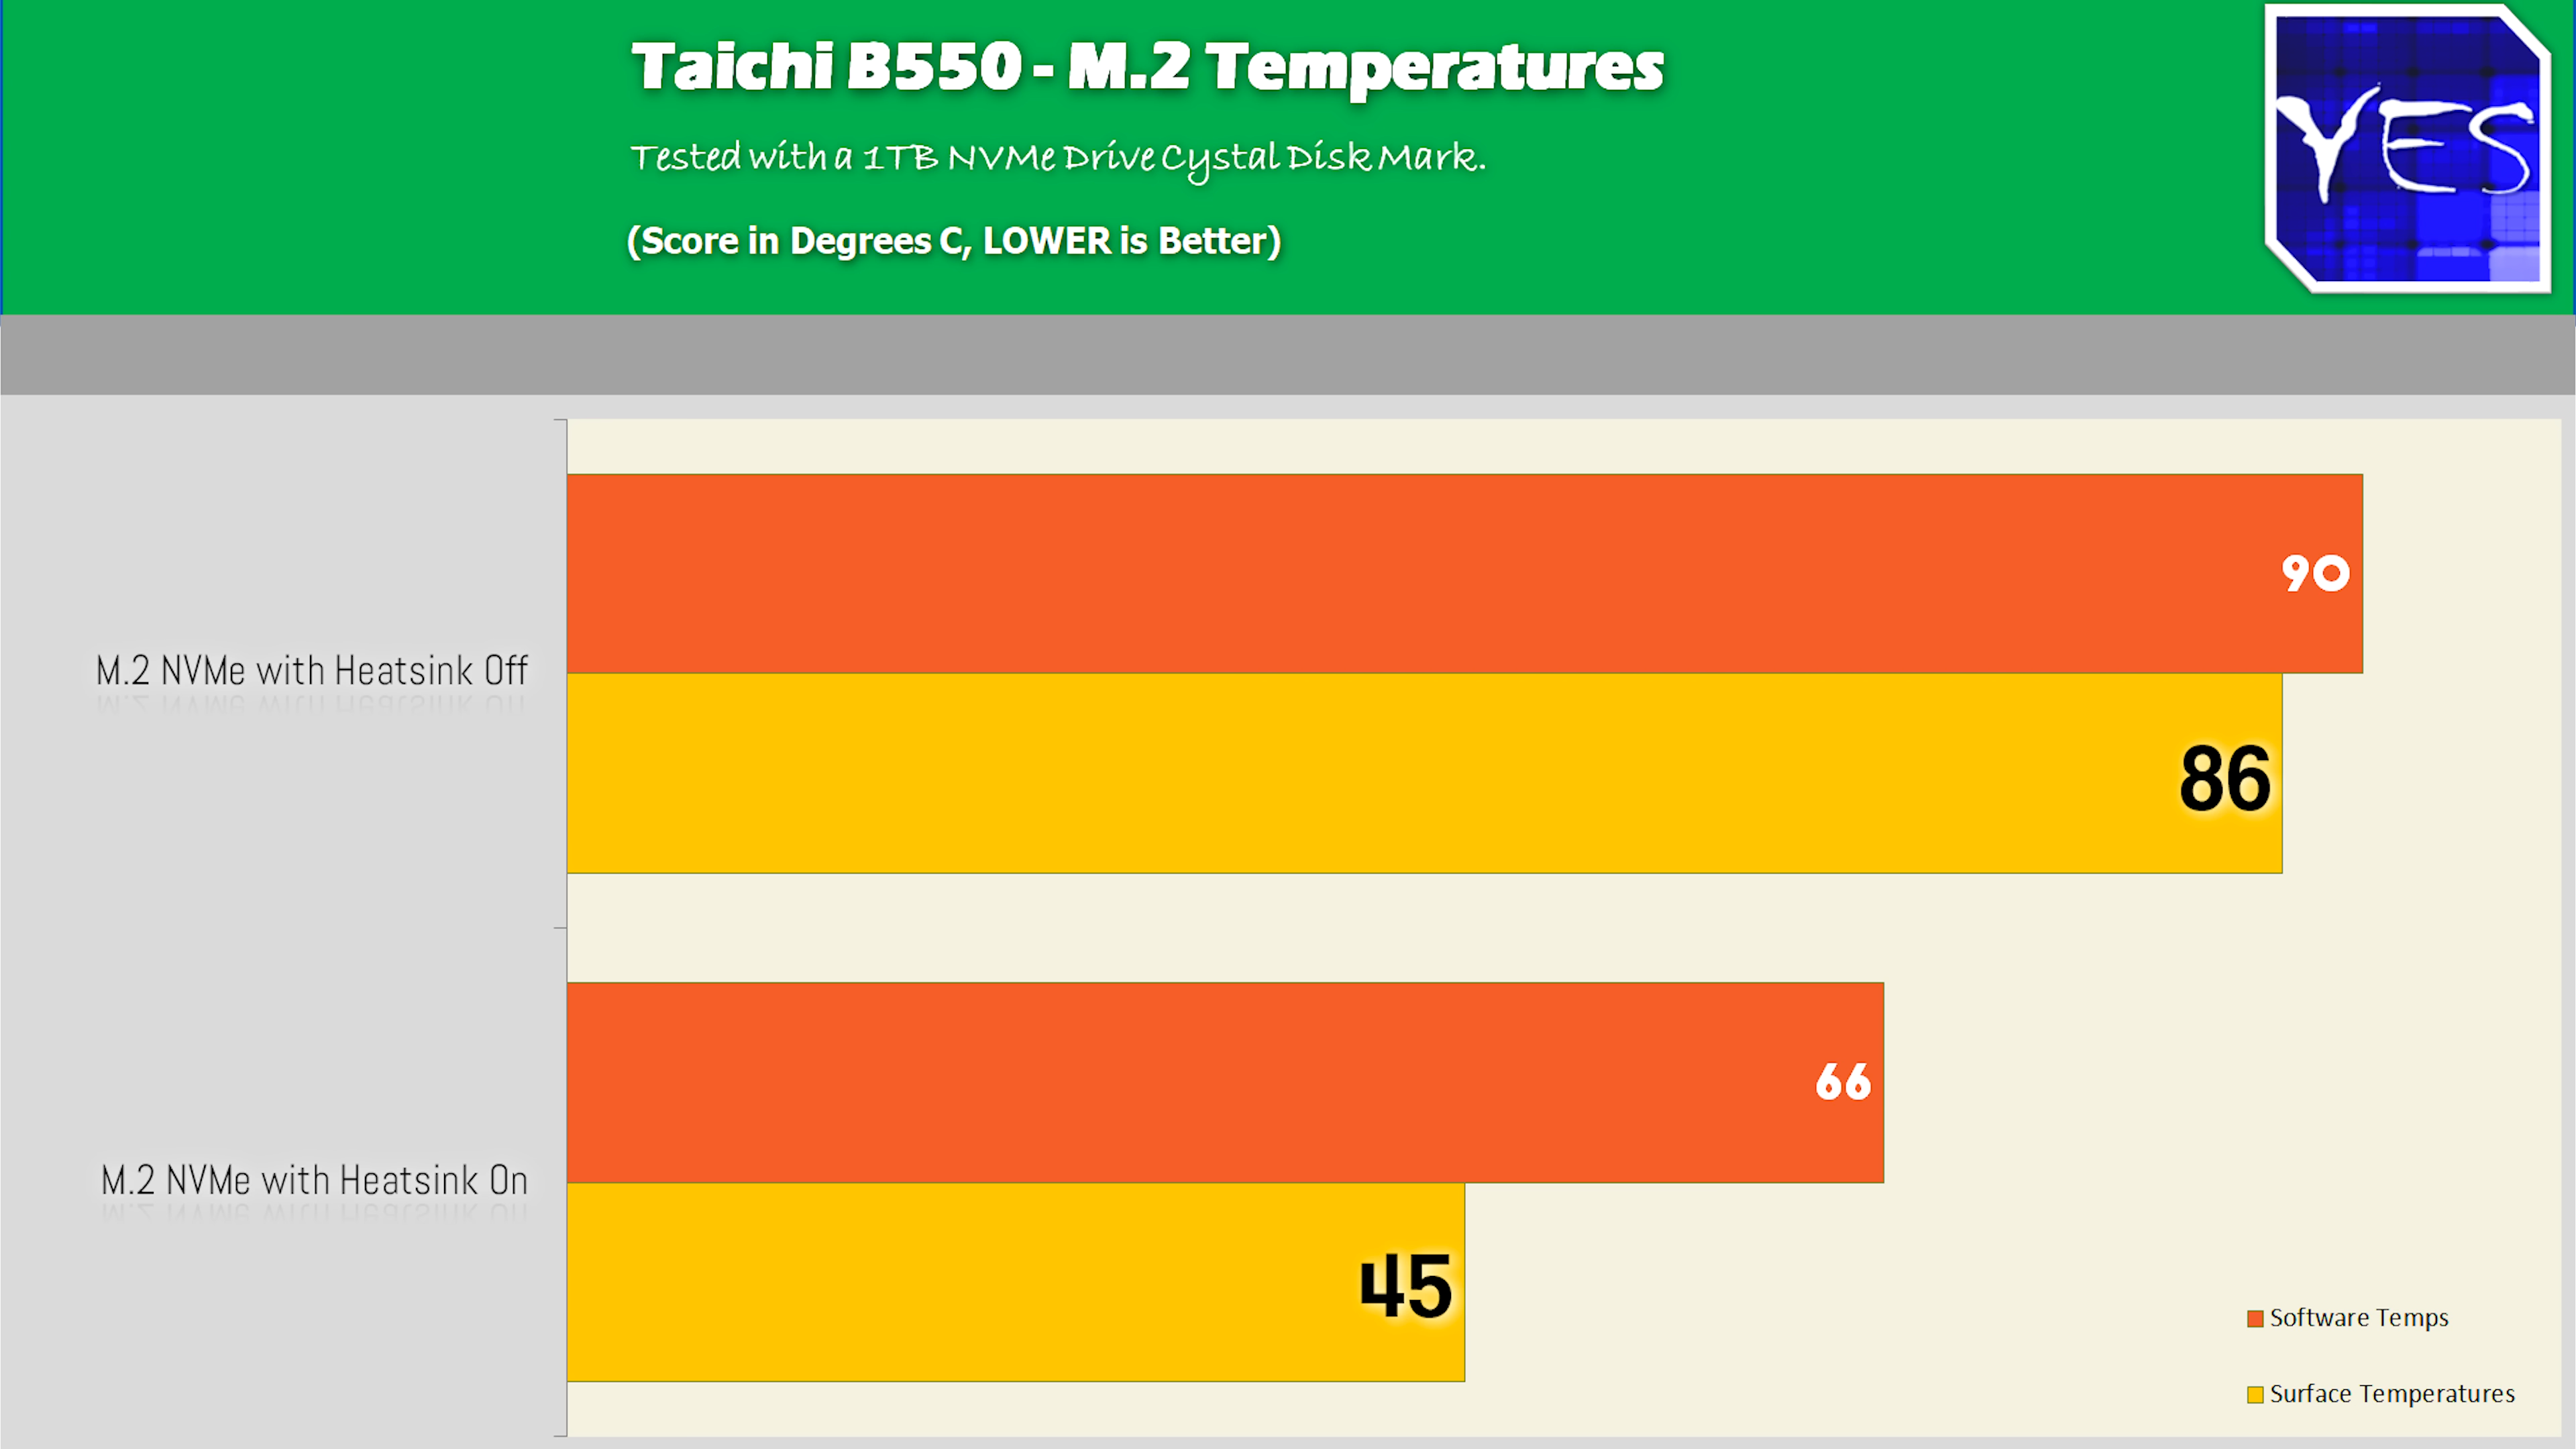 Taichi B550 - M.2 Temperatures
Tested with a 1TB NVMe Drive Cystal Disk Mark.
(Score in Degrees C, LOWER is Better)
YES
M.2 NVMe with Heatsink Off
90
86
M.2 NVMe with Heatsink On
66
45
Software Temps
Surface Temperatures